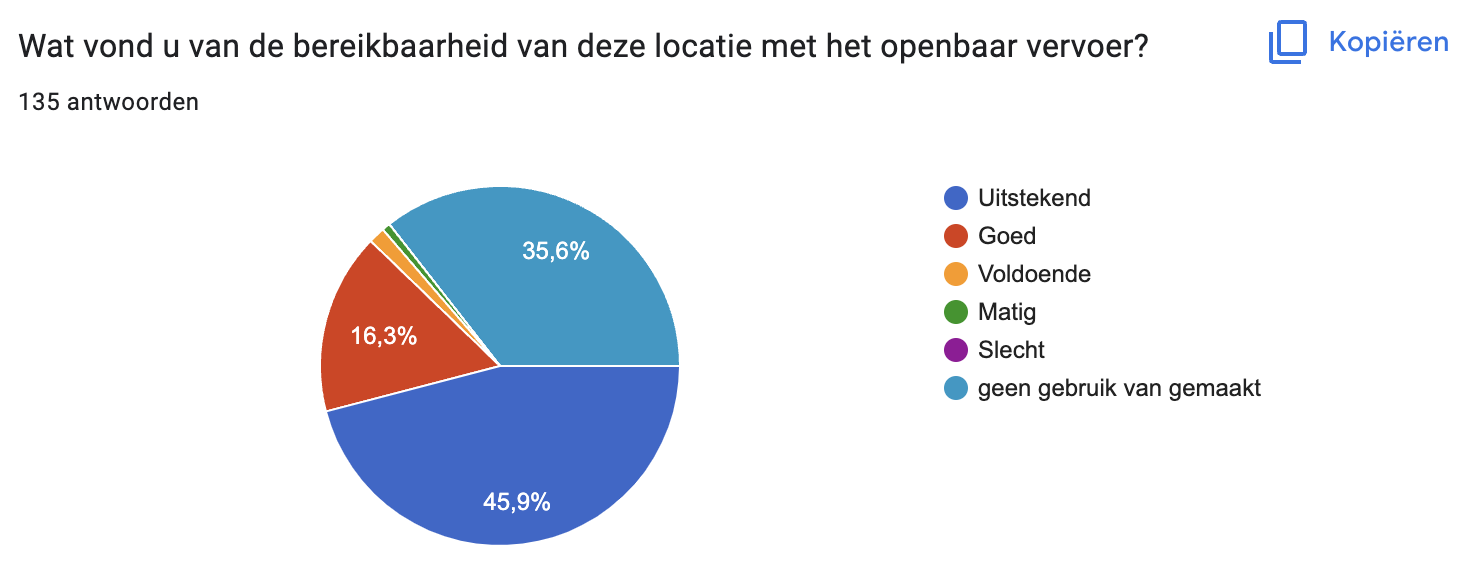 Wat vond u van de bereikbaarheid van deze locatie met het openbaar vervoer?
Kopiëren
135 antwoorden
35,6%
16,3%
45,9%
Uitstekend
Goed
Voldoende
Matig
Slecht
geen gebruik van gemaakt